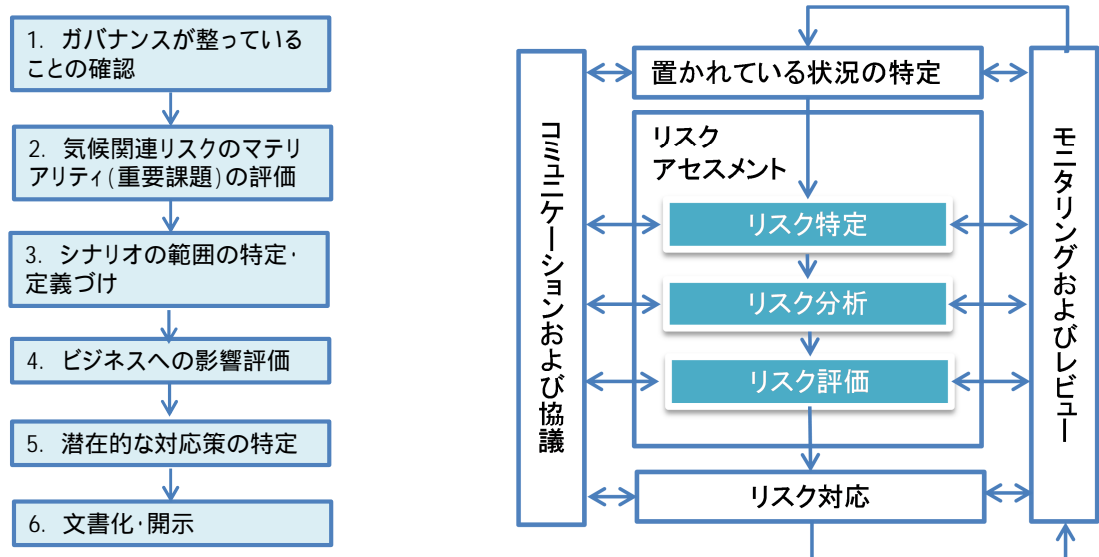 1. ガバナンスが整っている
ことの確認
2. 気候関連リスクのマテリ
アリティ(重要課題)の評価
3. シナリオの範囲の特定・
定義づけ
4. ビジネスへの影響評価
5. 潜在的な対応策の特定
6. 文書化・開示
コミュニケーションおよび協議
置かれている状況の特定
リスク
アセスメント
リスク特定
リスク分析
リスク評価
リスク対応
モニタリングおよびレビュー